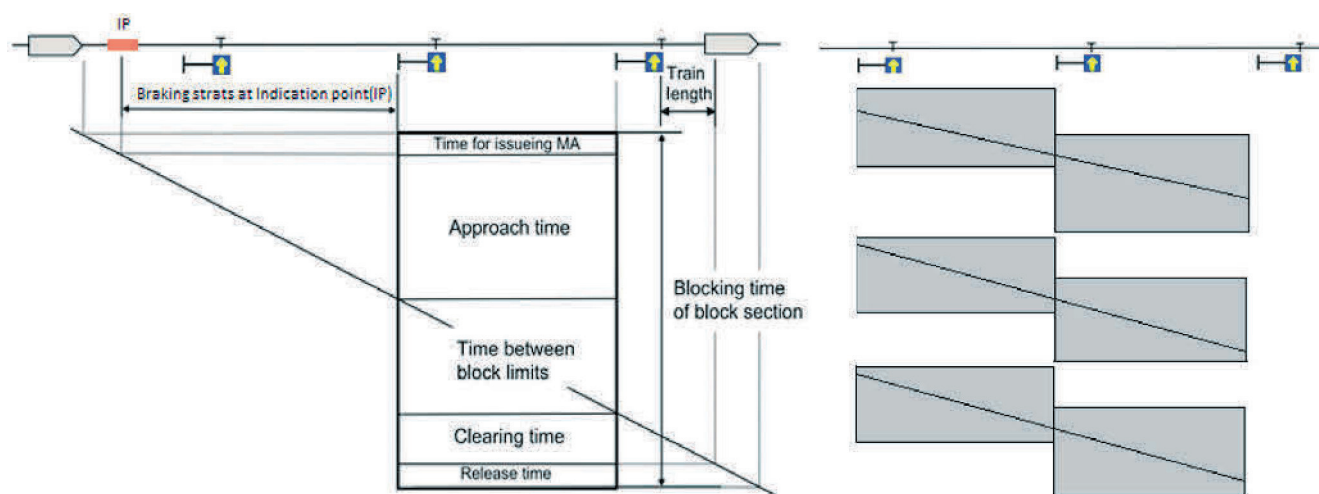 IP
Train
length
Braking strats at Indication point(IP)
Time for issueing MA
Approach time
Blocking time
of block section
Time between
block limits
Clearing time
Release time